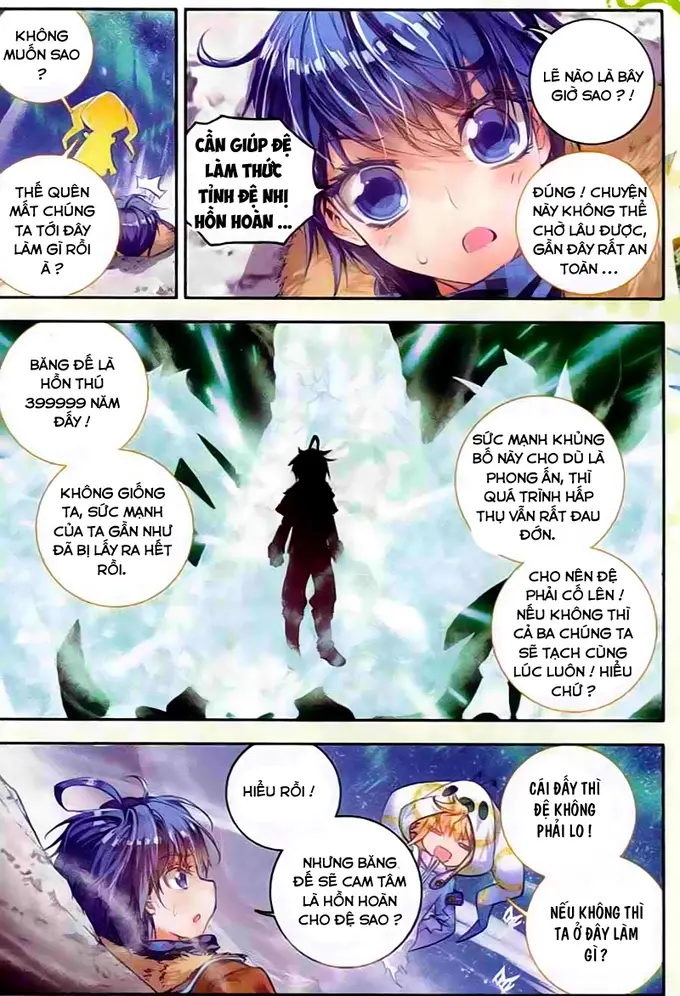 KHÔNG
MUỐN SAO
?
THẾ QUÊN
MẤT CHÚNG
TA TỚI ĐÂY
LÀM GÌ RỒI
À ?
LẼ NÀO LÀ BÂY
GIỜ SAO ? !
CẦN GIÚP ĐỆ
LÀM THỨC
TỈNH ĐỆ NHỊ
HỒN HOÀN ...
ĐÚNG ! CHUYỆN
NÀY KHÔNG THỂ
CHỜ LÂU ĐƯỢC,
GẦN ĐÂY RẤT AN
TOÀN ...
BĂNG ĐẾ LÀ
HỒN THÚ
399999 NĂM
ĐẤY !
KHÔNG GIỐNG
TA, SỨC MẠNH
CỦA TA GẦN NHƯ
ĐÃ BỊ LẤY RA HẾT
RỒI.
SỨC MẠNH KHỦNG
BỐ NÀY CHO DÙ LÀ
PHONG ẤN, THÌ
QUÁ TRÌNH HẤP
THỤ VẪN RẤT ĐAU
ĐỚN.
CHO NÊN ĐỆ
PHẢI CỐ LÊN !
NẾU KHÔNG THÌ
CẢ BA CHÚNG TA
SẼ TẠCH CÙNG
LÚC LUÔN ! HIỂU
CHỨ ?
HIỂU RỒI !
NHƯNG BĂNG
ĐẾ SẼ CAM TÂM
LÀ HỒN HOÀN
CHO ĐỆ SAO ?
CÁI ĐẤY THÌ
ĐỆ KHÔNG
PHẢI LO !
NẾU KHÔNG THÌ
TA Ở ĐÂY LÀM
GÌ ?